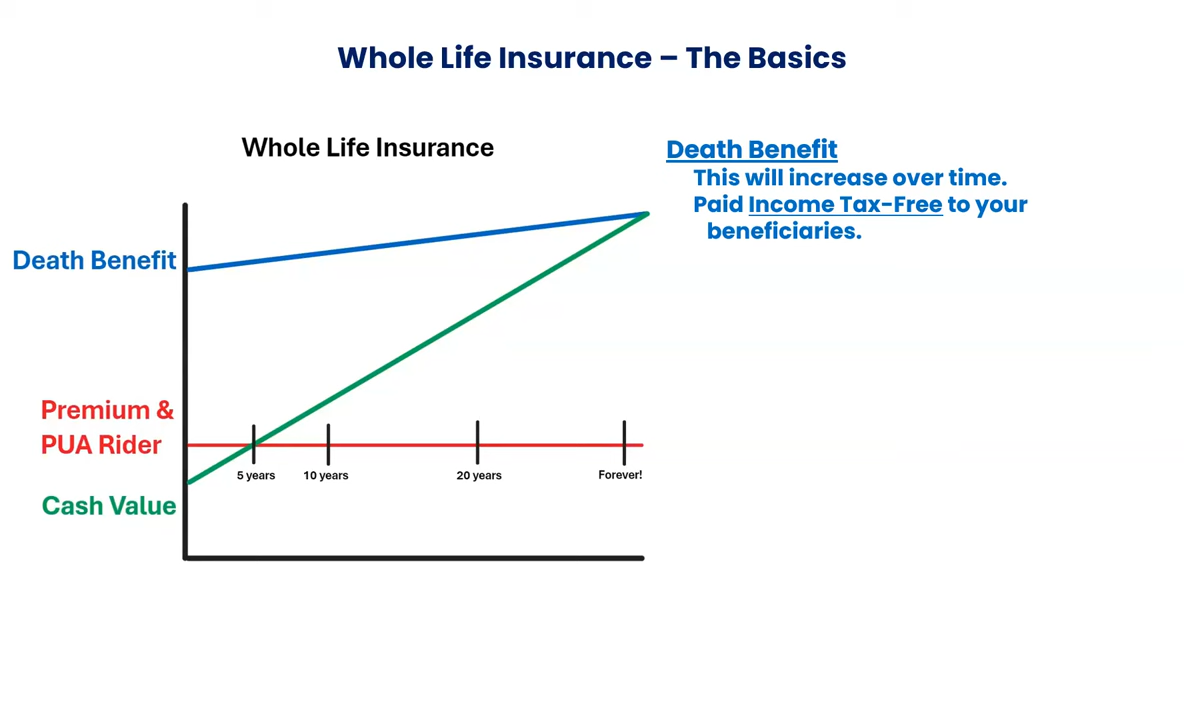 Whole Life Insurance – The Basics
Whole Life Insurance
Death Benefit
This will increase over time.
Paid Income Tax-Free to your
beneficiaries.
Death Benefit
Premium &
PUA Rider
Cash Value
5 years
10 years
20 years
Forever!